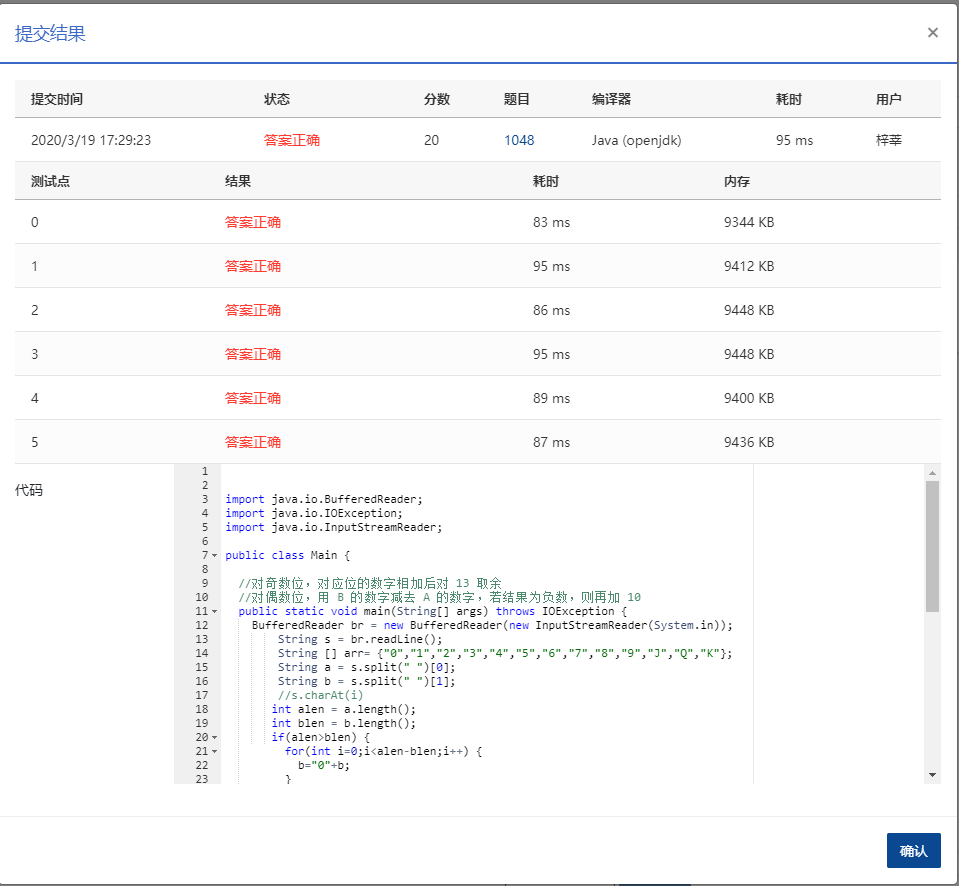 提交结果
×
提交时间 状态 分数 题目 编译器 耗时 用户
2020/3/19 17:29:23 答案正确 20 1048 Java (openjdk) 95 ms 梓莘
测试点 结果 耗时 内存
0 答案正确 83 ms 9344 KB
1 答案正确 95 ms 9412 KB
2 答案正确 86 ms 9448 KB
3 答案正确 95 ms 9448 KB
4 答案正确 89 ms 9400 KB
5 答案正确 87 ms 9436 KB
代码
1
2
3 import java.io.BufferedReader;
4 import java.io.IOException;
5 import java.io.InputStreamReader;
6
7 public class Main {
8
9 //对奇数位，对应位的数字相加后对 13 取余
10 //对偶数位，用 B 的数字减去 A 的数字，若结果为负数，则再加 10
11 public static void main(String[] args) throws IOException {
12 BufferedReader br = new BufferedReader(new InputStreamReader(System.in));
13 String s = br.readLine();
14 String [] arr= {"0","1","2","3","4","5","6","7","8","9","J","Q","K"};
15 String a = s.split(" ")[0];
16 String b = s.split(" ")[1];
17 //s.charAt(i)
18 int alen = a.length();
19 int blen = b.length();
20 if(alen>blen) {
21 for(int i=0;i<alen-blen;i++) {
22 b="0"+b;
23 }
确认